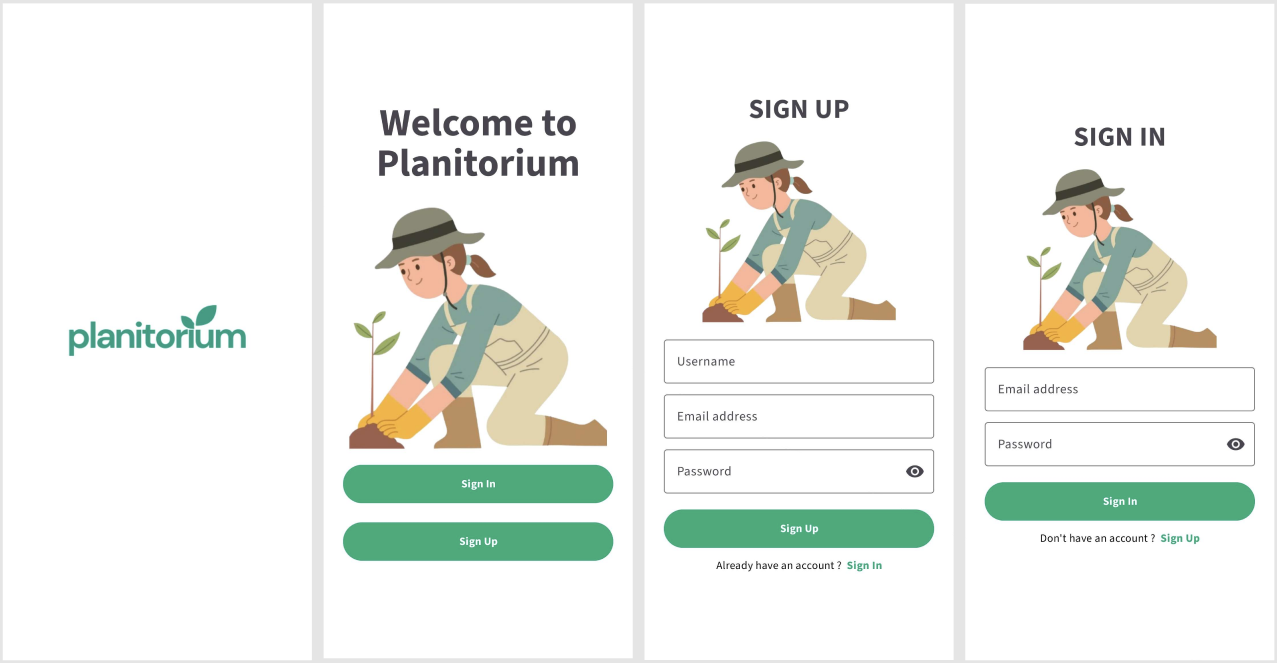 planitorium
Welcome to
Planitorium
Sign In
Sign Up
SIGN UP
Username
Email address
Password
Sign Up
Already have an account ? Sign In
SIGN IN
Email address
Password
Sign In
Don't have an account ? Sign Up